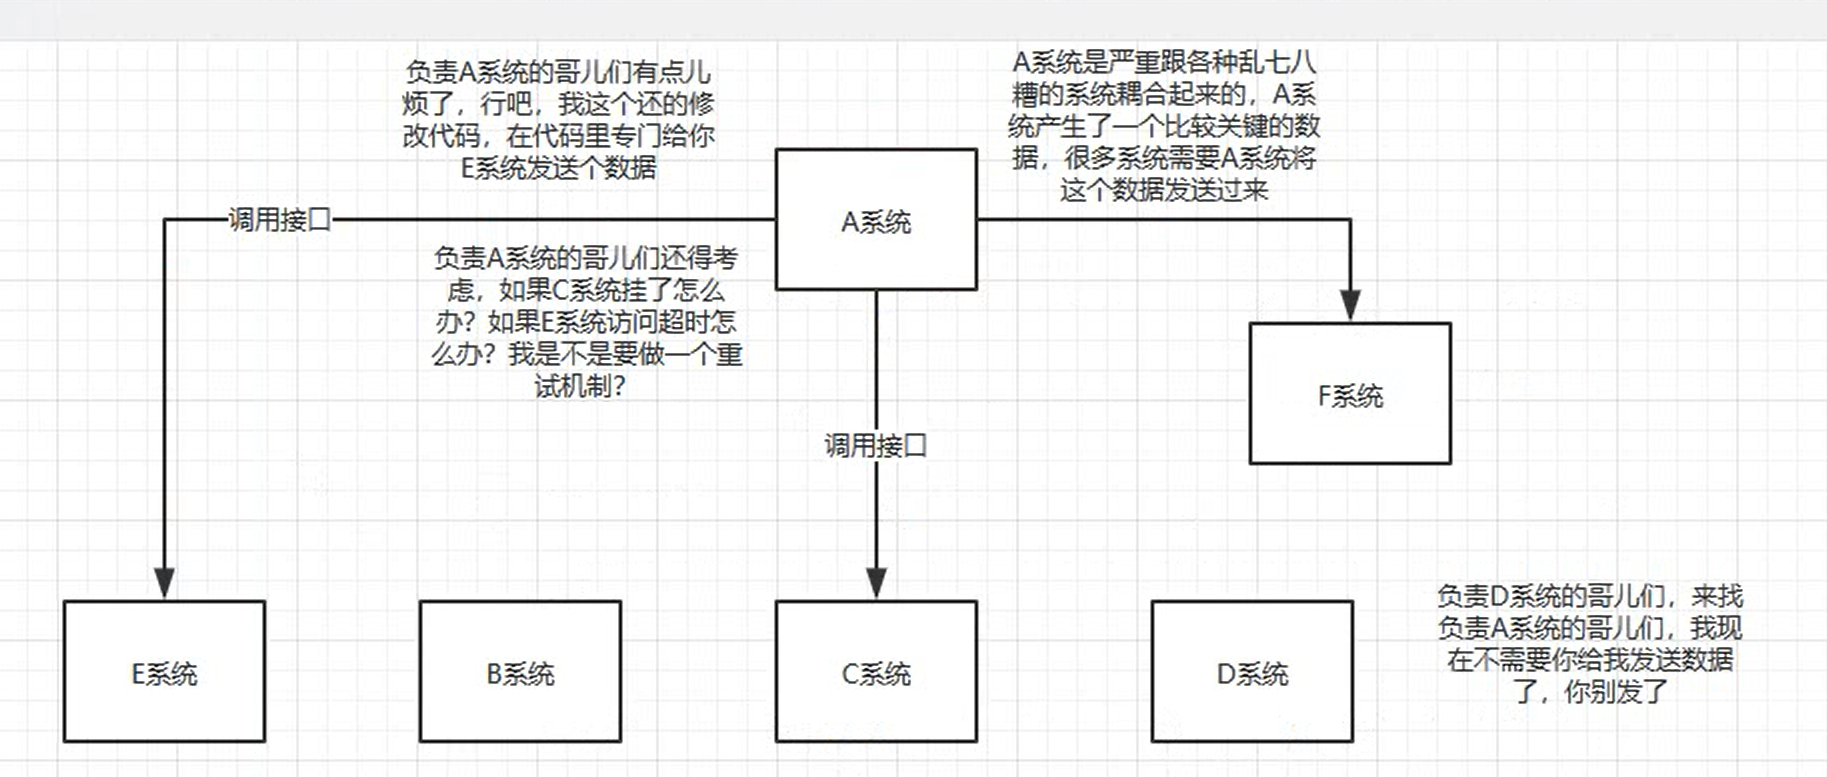 负责A系统的哥儿们有点儿
烦了，行吧，我这个还的修
改代码，在代码里专门给你
E系统发送个数据
A系统是严重跟各种乱七八
糟的系统耦合起来的，A系
统产生了一个比较关键的数
据，很多系统需要A系统将
这个数据发送过来
调用接口
A系统
负责A系统的哥儿们还得考
虑，如果C系统挂了怎么
办？如果E系统访问超时怎
么办？我是不是要做一个重
试机制？
F系统
调用接口
E系统
B系统
C系统
D系统
负责D系统的哥儿们，来找
负责A系统的哥儿们，我现
在不需要你给我发送数据
了，你别发了